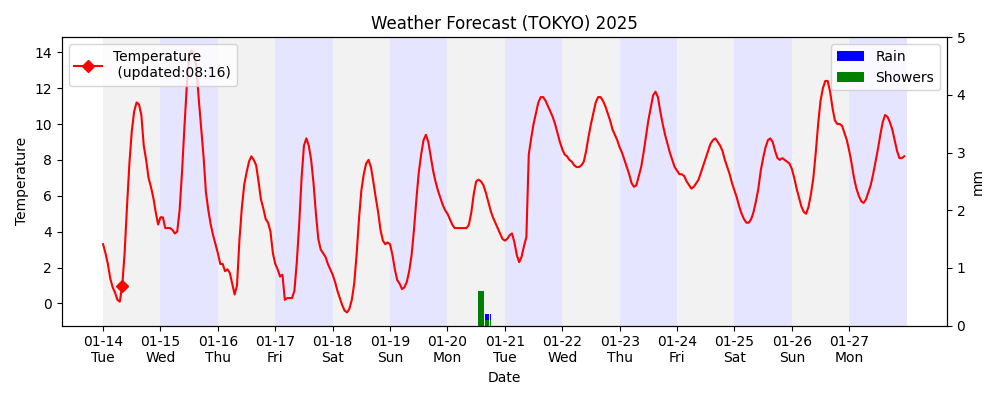 Weather Forecast (TOKYO) 2025
Temperature
(updated:08:16)
Rain
Showers
Temperature
14
12
10
8
6
4
2
0
5
4
3
2
1
0
mm
01-14 01-15 01-16 01-17 01-18 01-19 01-20 01-21 01-22 01-23 01-24 01-25 01-26 01-27
Tue Wed Thu Fri Sat Sun Mon Tue Wed Thu Fri Sat Sun Mon
Date